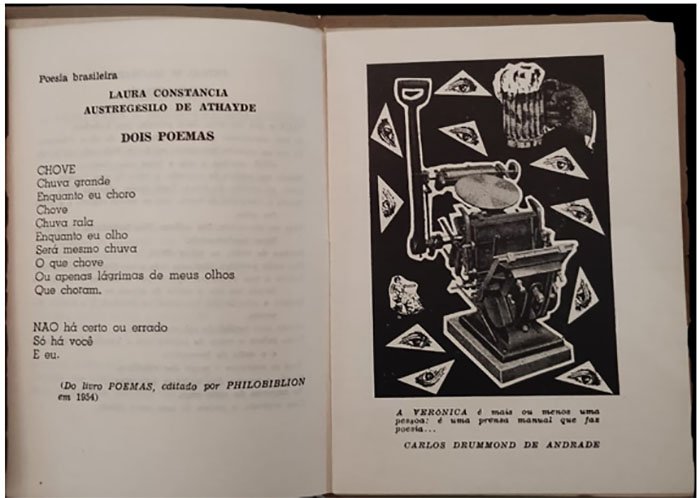 Poesia brasileira
LAURA CONSTANCIA
AUSTREGÉSILO DE ATHAYDE
DOIS POEMAS
CHOVE
Chuva grande
Enquanto eu choro
Chove
Chuva rala
Enquanto eu olho
Será mesmo chuva
O que chove
Ou apenas lágrimas de meus olhos
Que choram.
NÃO há certo ou errado
Só há você
E eu.
(Do livro POEMAS, editado por PHILOBIBLION
em 1954)
A VERÔNICA é mais ou menos uma
pessoa: é uma prensa manual que faz
poesia...
CARLOS DRUMMOND DE ANDRADE